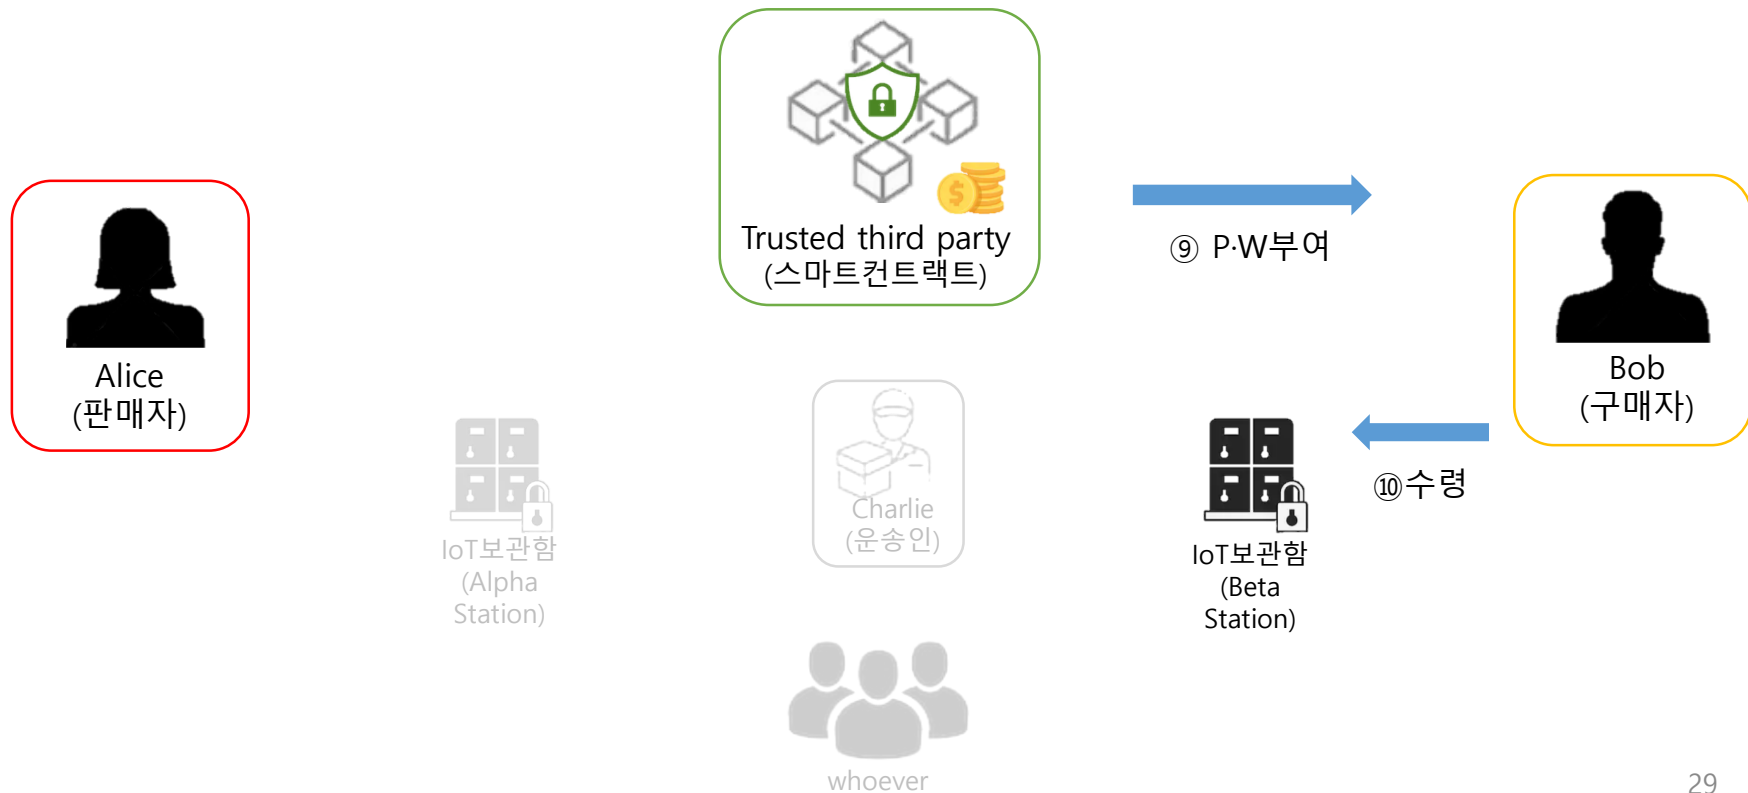 Trusted third party
(스마트컨트랙트)
⑨ P·W부여
Alice
(판매자)
Bob
(구매자)
⑩수령
Charlie
(운송인)
IoT보관함
(Alpha
Station)
IoT보관함
(Beta
Station)
whoever
29